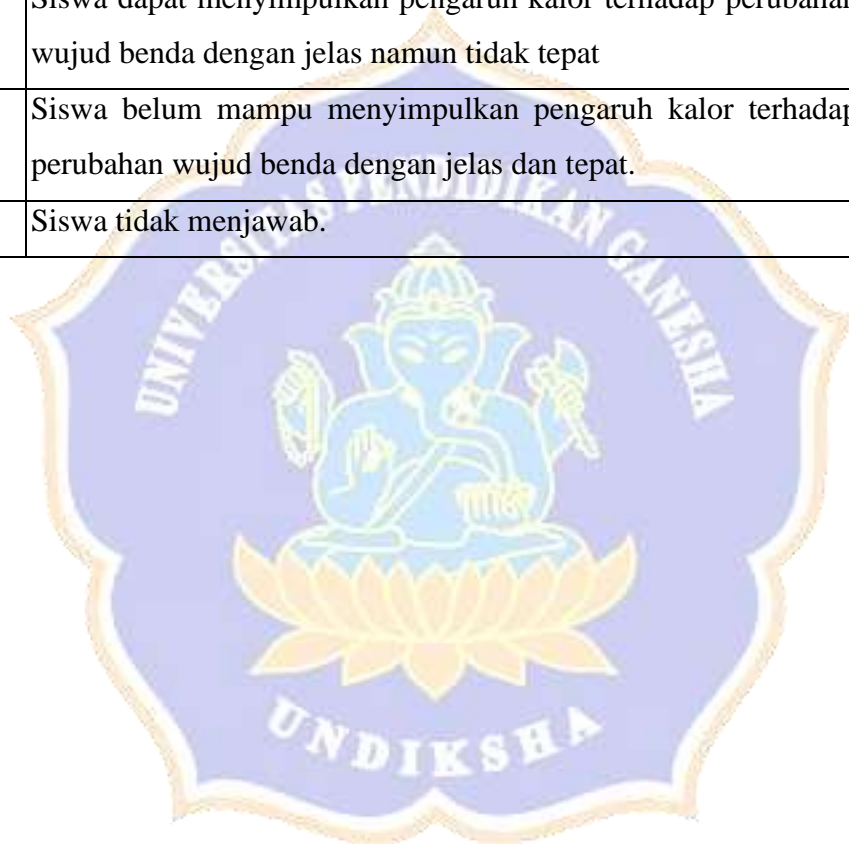 Siswa dapat menyimpulkan pengaruh kalor terhadap perubahan
wujud benda dengan jelas namun tidak tepat
Siswa belum mampu menyimpulkan pengaruh kalor terhadap
perubahan wujud benda dengan jelas dan tepat.
Siswa tidak menjawab.
UNIVERSITAS PENDIDIKAN GANESHA
UNDIKSHA